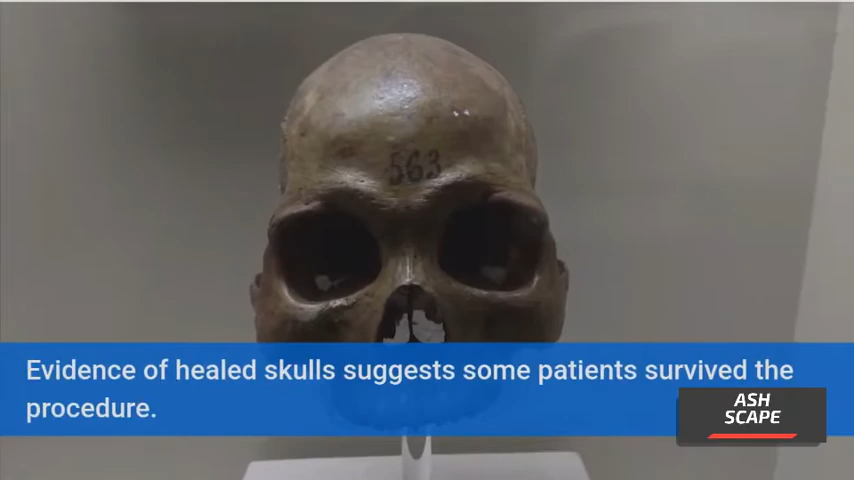 563
Evidence of healed skulls suggests some patients survived the
procedure.
ASH
SCAPE